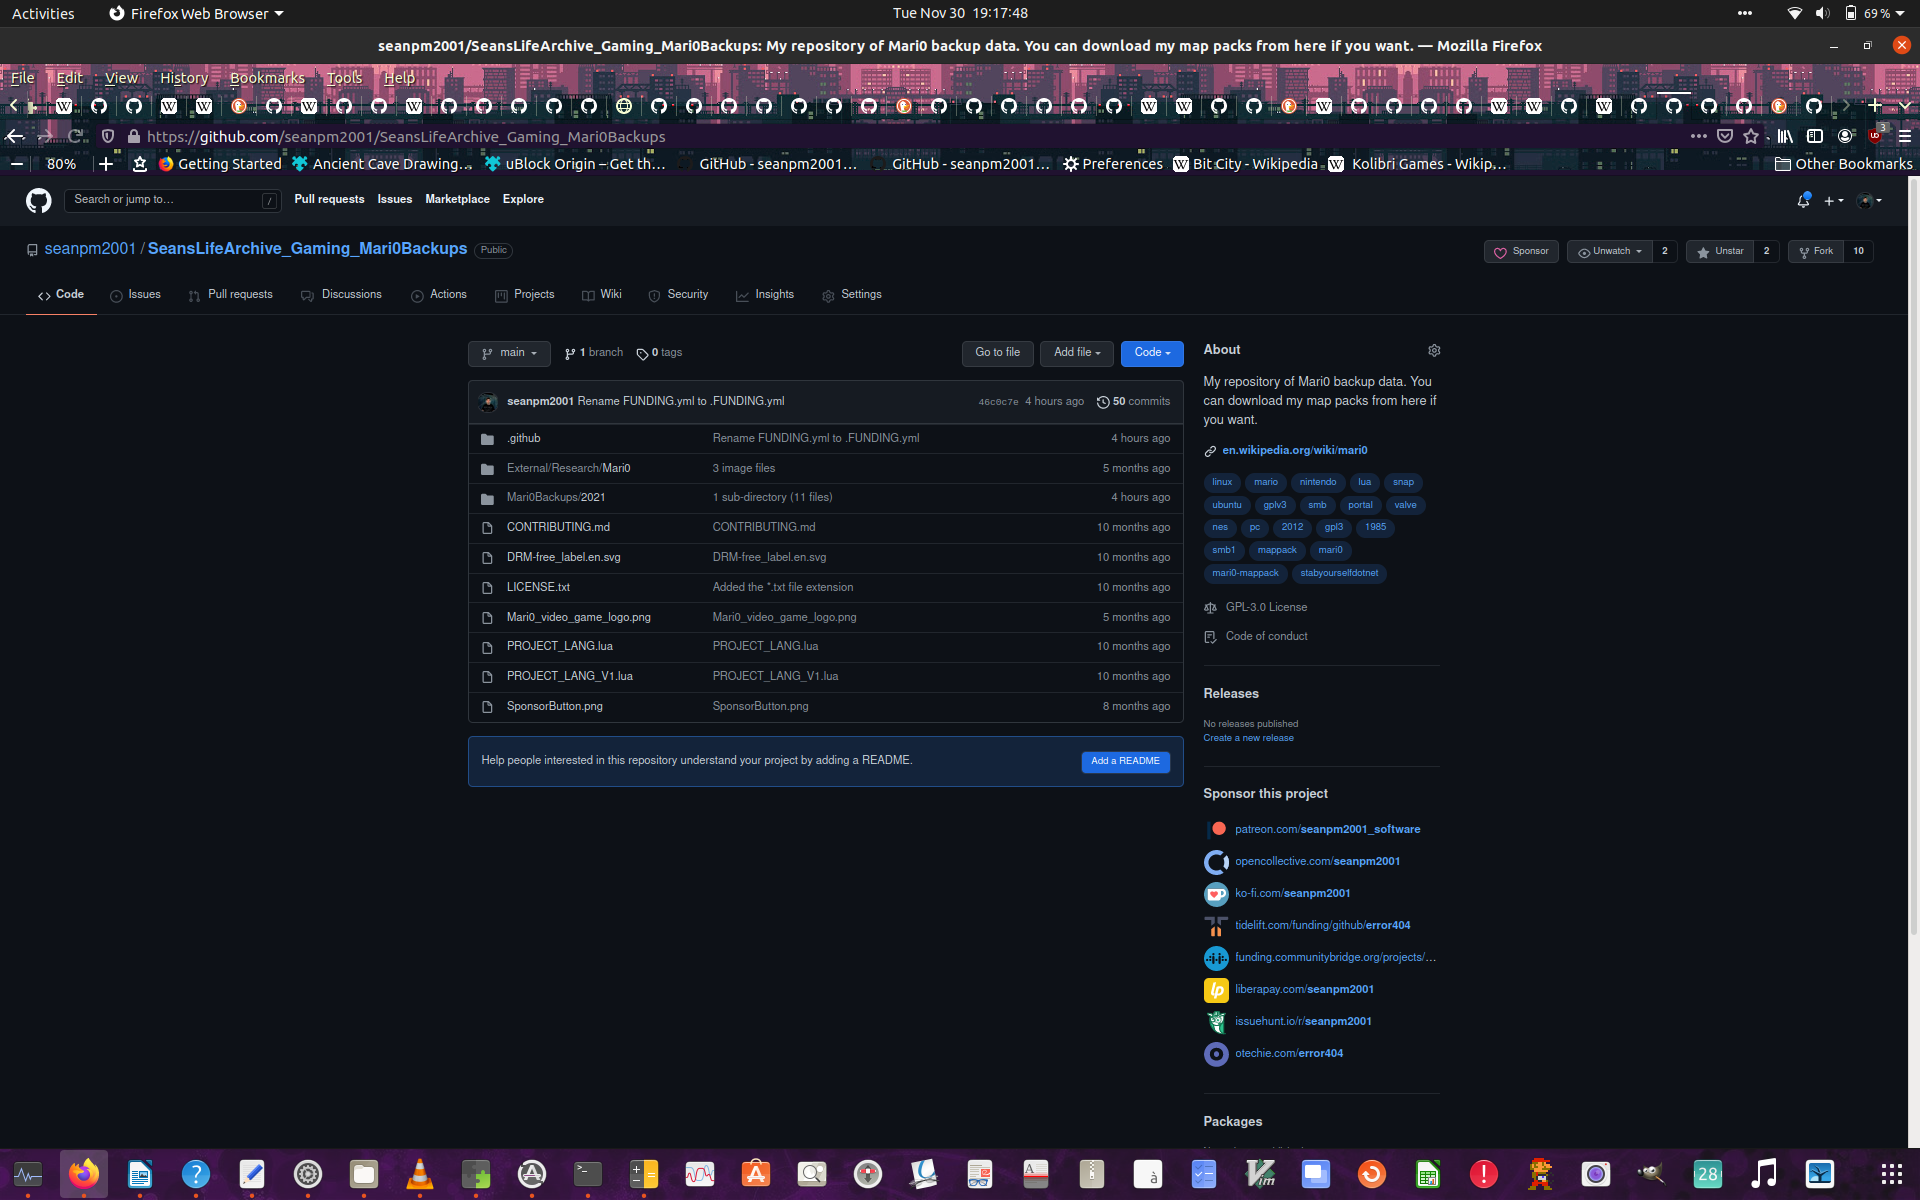 Activities Firefox Web Browser Tue Nov 30 19:17:48 69 %
seanpm2001/SeansLifeArchive_Gaming_Mari0Backups: My repository of Mari0 backup data. You can download my map packs from here if you want. — Mozilla Firefox
File Edit View History Bookmarks Tools Help
https://github.com/seanpm2001/SeansLifeArchive_Gaming_Mari0Backups 3
80% Getting Started Ancient Cave Drawing… uBlock Origin – Get th… GitHub - seanpm2001… GitHub - seanpm2001… Preferences Bit City - Wikipedia Kolibri Games - Wikip… Other Bookmarks
Search or jump to… / Pull requests Issues Marketplace Explore
seanpm2001 / SeansLifeArchive_Gaming_Mari0Backups Public Sponsor Unwatch 2 Unstar 2 Fork 10
Code Issues Pull requests Discussions Actions Projects Wiki Security Insights Settings
main 1 branch 0 tags Go to file Add file Code
seanpm2001 Rename FUNDING.yml to .FUNDING.yml 46c0c7e 4 hours ago 50 commits
.github Rename FUNDING.yml to .FUNDING.yml 4 hours ago
External/Research/Mari0 3 image files 5 months ago
Mari0Backups/2021 1 sub-directory (11 files) 4 hours ago
CONTRIBUTING.md CONTRIBUTING.md 10 months ago
DRM-free_label.en.svg DRM-free_label.en.svg 10 months ago
LICENSE.txt Added the *.txt file extension 10 months ago
Mari0_video_game_logo.png Mari0_video_game_logo.png 5 months ago
PROJECT_LANG.lua PROJECT_LANG.lua 10 months ago
PROJECT_LANG_V1.lua PROJECT_LANG_V1.lua 10 months ago
SponsorButton.png SponsorButton.png 8 months ago
Help people interested in this repository understand your project by adding a README. Add a README
About
My repository of Mari0 backup data. You
can download my map packs from here if
you want.
en.wikipedia.org/wiki/mari0
linux mario nintendo lua snap
ubuntu gplv3 smb portal valve
nes pc 2012 gpl3 1985
smb1 mappack mari0
mari0-mappack stabyourselfdotnet
GPL-3.0 License
Code of conduct
Releases
No releases published
Create a new release
Sponsor this project
patreon.com/seanpm2001_software
opencollective.com/seanpm2001
ko-fi.com/seanpm2001
tidelift.com/funding/github/error404
funding.communitybridge.org/projects/…
liberapay.com/seanpm2001
issuehunt.io/r/seanpm2001
otechie.com/error404
Packages
28